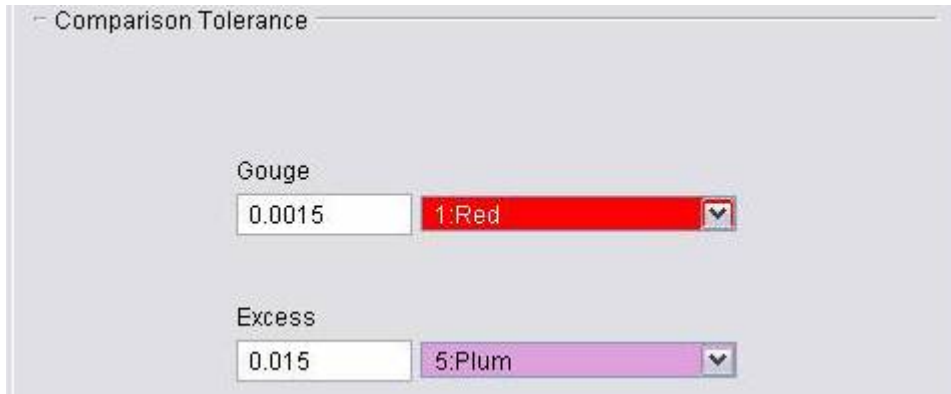 Comparison Tolerance
Gouge
0.0015 1:Red
Excess
0.015 5:Plum